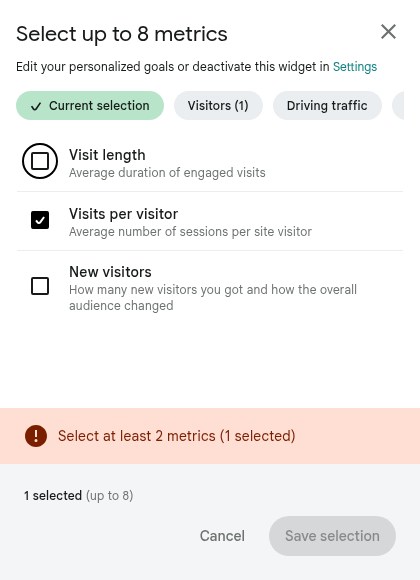 Select up to 8 metrics
Edit your personalized goals or deactivate this widget in Settings
Current selection
Visitors (1)
Driving traffic
Visit length
Average duration of engaged visits
Visits per visitor
Average number of sessions per site visitor
New visitors
How many new visitors you got and how the overall
audience changed
Select at least 2 metrics (1 selected)
1 selected (up to 8)
Cancel
Save selection